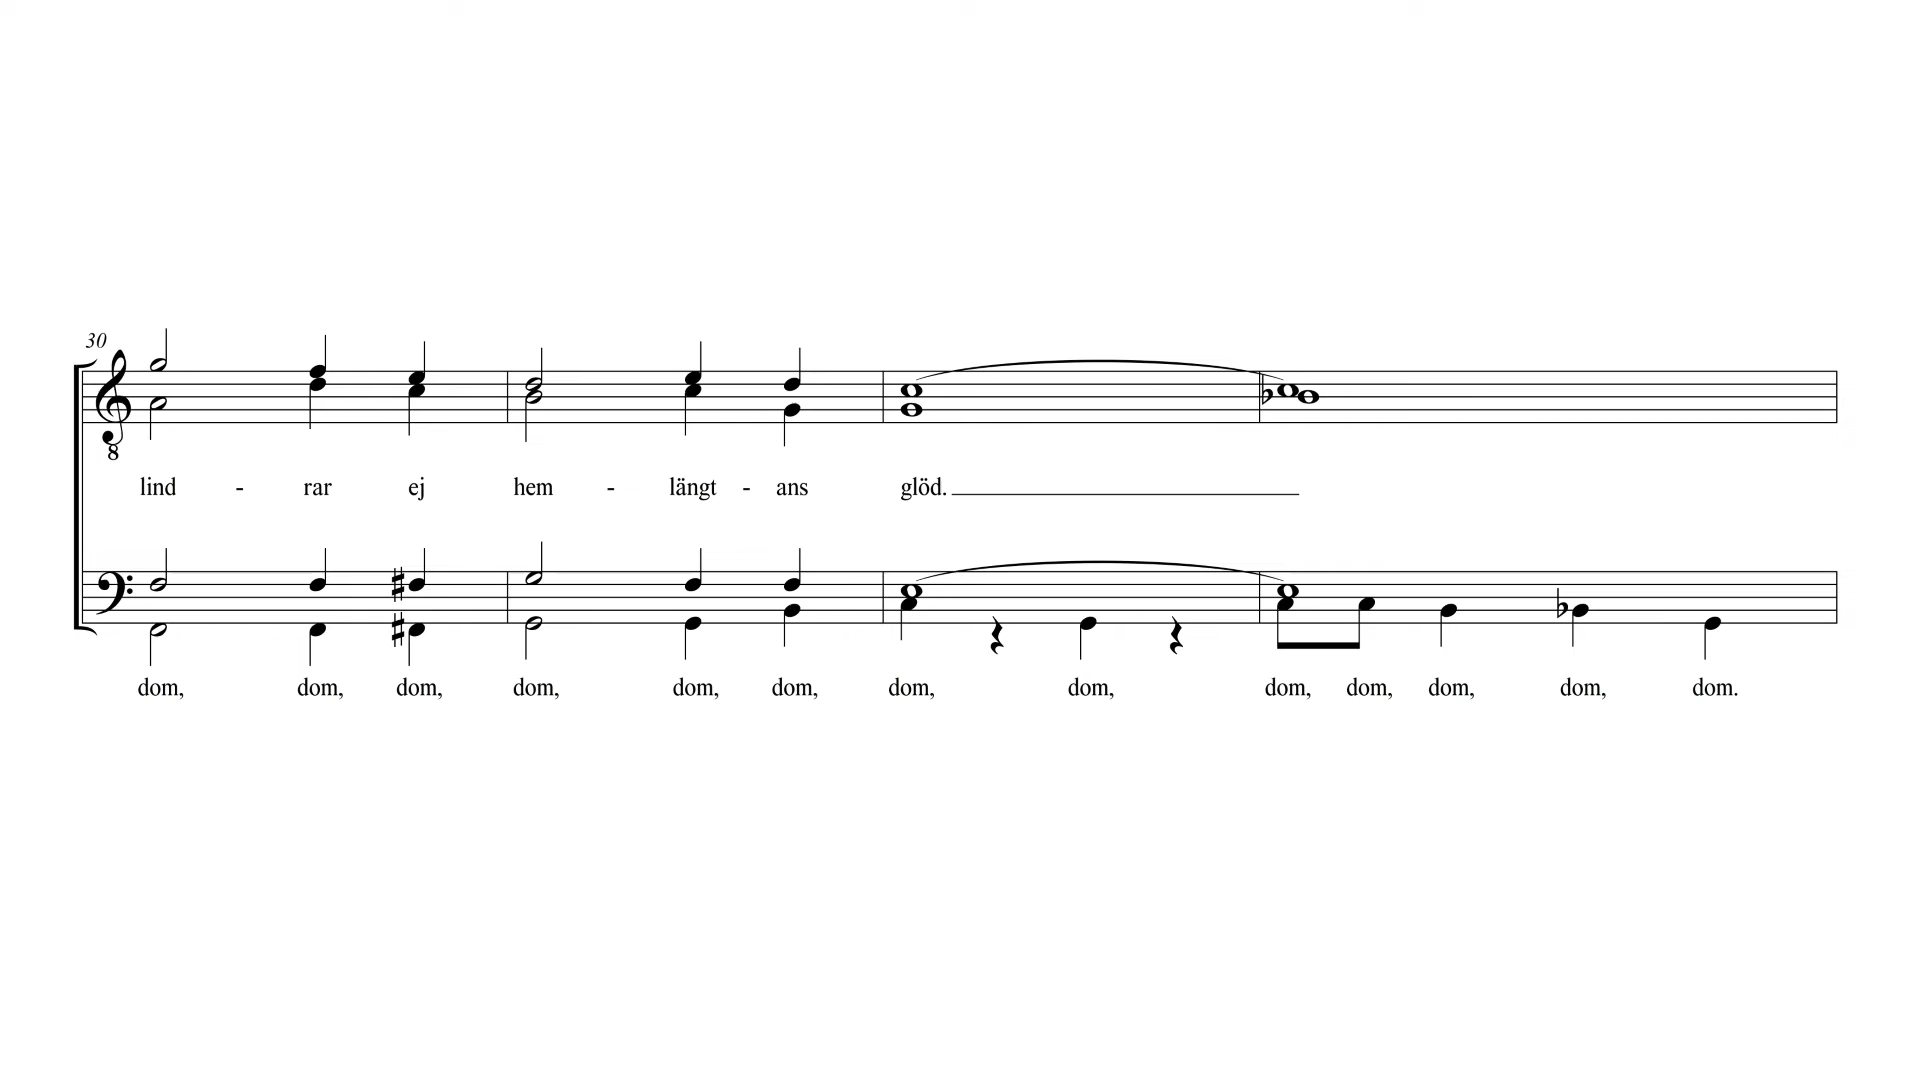 30
8
lind - rar ej hem - längt - ans glöd.
dom, dom, dom, dom, dom, dom, dom, dom, dom, dom, dom, dom, dom.